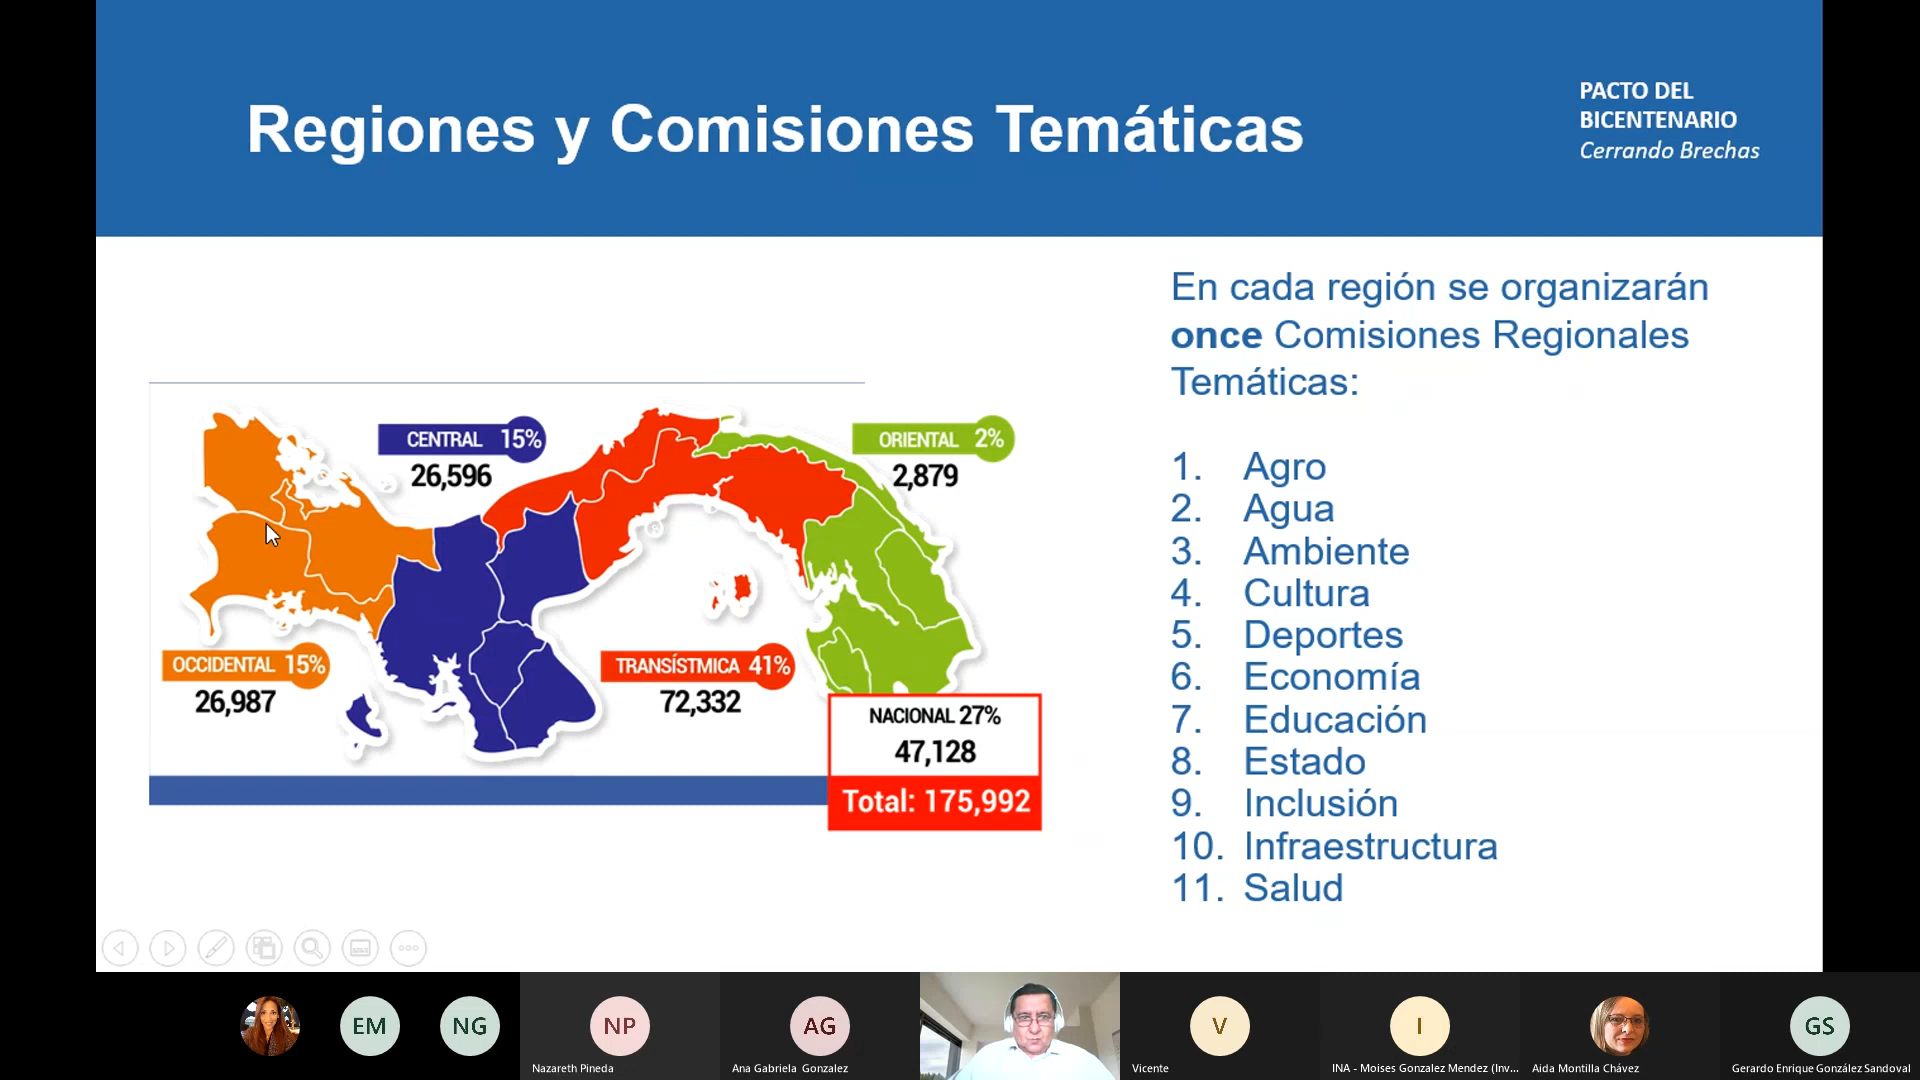 Regiones y Comisiones Temáticas
PACTO DEL
BICENTENARIO
Cerrando Brechas
En cada región se organizarán
once Comisiones Regionales
Temáticas:
1. Agro
2. Agua
3. Ambiente
4. Cultura
5. Deportes
6. Economía
7. Educación
8. Estado
9. Inclusión
10. Infraestructura
11. Salud
CENTRAL 15%
26,596
ORIENTAL 2%
2,879
OCCIDENTAL 15%
26,987
TRANSÍSTMICA 41%
72,332
NACIONAL 27%
47,128
Total: 175,992
EM
NG
NP
Nazareth Pineda
AG
Ana Gabriela Gonzalez
V
Vicente
I
INA - Moises Gonzalez Mendez (Inv...
Aida Montilla Chávez
GS
Gerardo Enrique González Sandoval